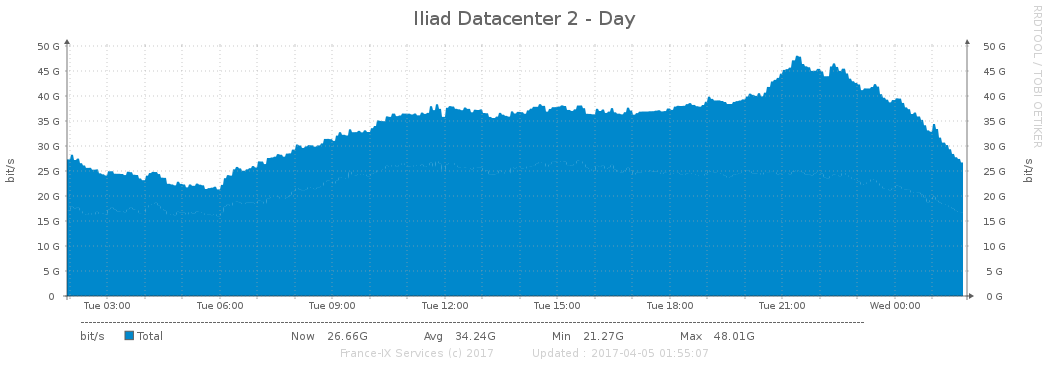 Iliad Datacenter 2 - Day
RRDTOOL / TOBI OETIKER
bit/s
bit/s
50 G 50 G
45 G 45 G
40 G 40 G
35 G 35 G
30 G 30 G
25 G 25 G
20 G 20 G
15 G 15 G
10 G 10 G
5 G 5 G
0 0 G
Tue 03:00 Tue 06:00 Tue 09:00 Tue 12:00 Tue 15:00 Tue 18:00 Tue 21:00 Wed 00:00
bit/s Total Now 26.66G Avg 34.24G Min 21.27G Max 48.01G
France-IX Services (c) 2017 Updated : 2017-04-05 01:55:07